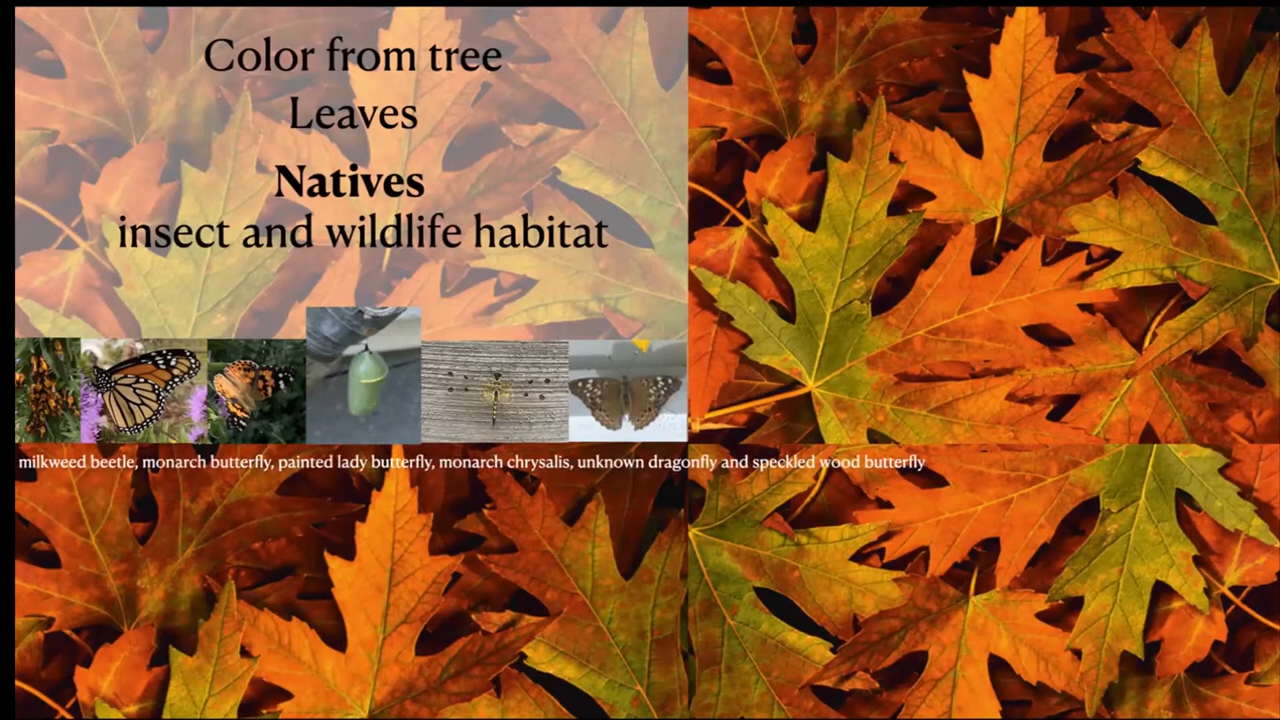 Color from tree
Leaves
Natives
insect and wildlife habitat
milkweed beetle, monarch butterfly, painted lady butterfly, monarch chrysalis, unknown dragonfly and speckled wood butterfly